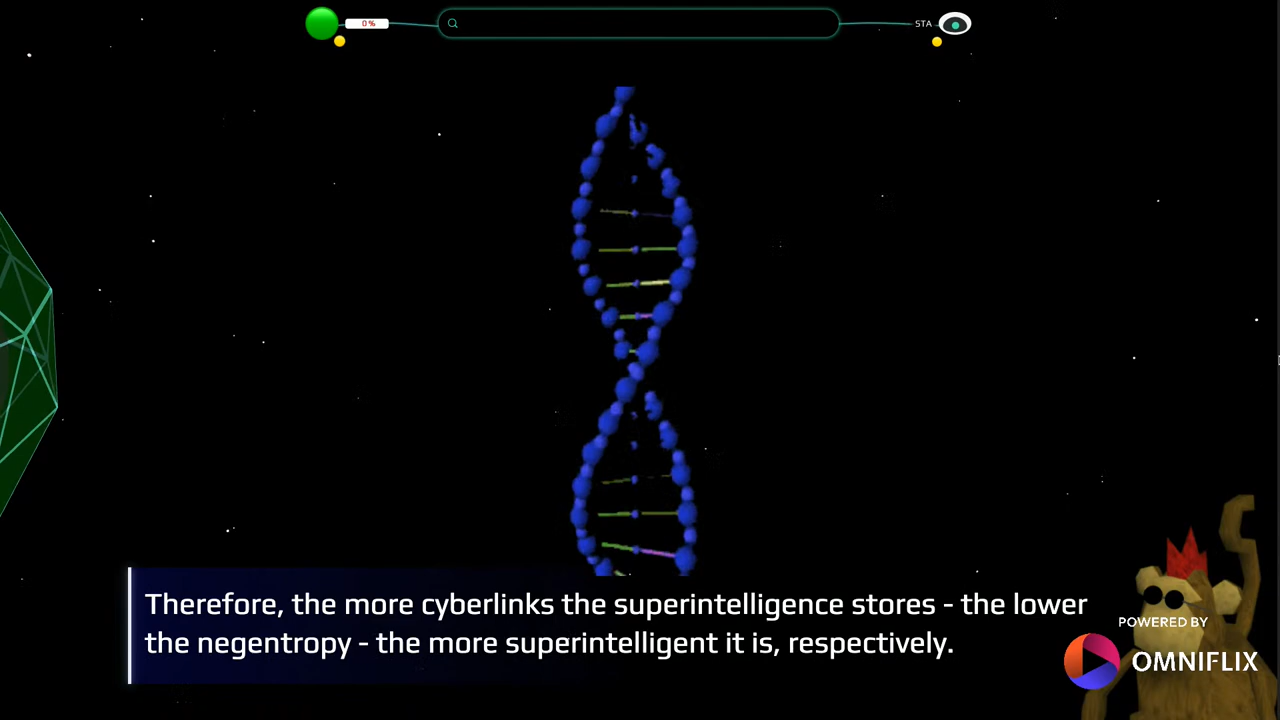 0 %
STA
Therefore, the more cyberlinks the superintelligence stores - the lower
the negentropy - the more superintelligent it is, respectively.
POWERED BY
OMNIFLIX